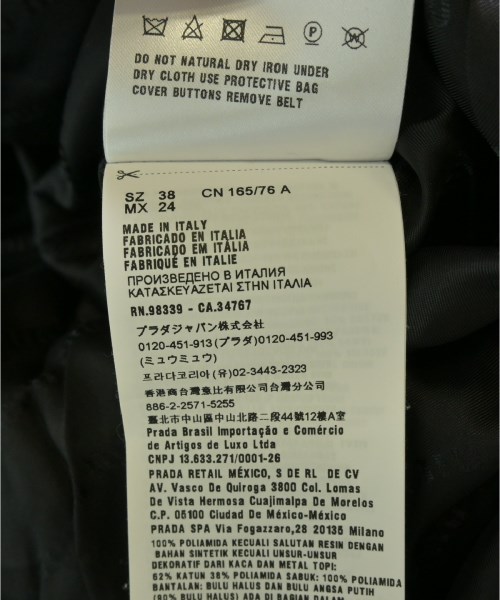 DO NOT NATURAL DRY IRON UNDER
DRY CLOTH USE PROTECTIVE BAG
COVER BUTTONS REMOVE BELT
SZ 38 CN 165/76 A
MX 24
MADE IN ITALY
FABRICADO EN ITALIA
FABRICADO EM ITÀLIA
FABRIQUÉ EN ITALIE
ПРОИЗВЕДЕНО В ИТАЛИЯ
ΚΑΤΑΣΚΕΥΑΖΕΤΑΙ ΣΤΗΝ ΙΤΑΛΙΑ
RN.98339 - CA.34767
プラダジャパン株式会社
0120-451-913(プラダ)0120-451-993
(ミュウミュウ)
프라다코리아(유)02-3443-2323
香港商台灣普比有限公司台灣分公司
886-2-2571-5255
臺北市中山區中山北路二段44號12樓A室
Prada Brasil Importação e Comércio
de Artigos de Luxo Ltda
CNPJ 13.633.271/0001-26
PRADA RETAIL MÉXICO, S DE RL DE CV
AV. Vasco De Quiroga 3800 Col. Lomas
De Vista Hermosa Cuajimalpa De Morelos
C.P. 05100 Ciudad De México-México
PRADA SPA Via Fogazzaro,28 20135 Milano
100% POLIAMIDA KECUALI SALUTAN RESIN DENGAN
BAHAN SINTETIK KECUALI UNSUR-UNSUR
DEKORATIF DARI KACA DAN METAL TOPI:
62% KATUN 38% POLIAMIDA SABUK: 100% POLIAMIDA
BANTALAN: BULU HALUS DAN BULU ANGSA PUTIH
(90% BULU HALUS) ADA DI BAGIAN DALAM